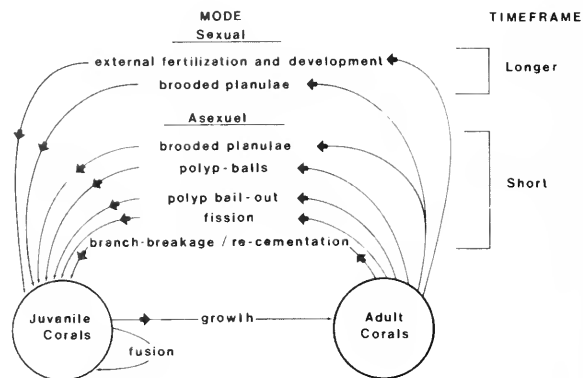 MODE
TIMEFRAME
Sexual
external fertilization and development
Longer
brooded planulae
Asexuel
brooded planulae
polyp-balls
Short
polyp bail-out
fission
branch-breakage / re-cementation
Juvenile
Corals
growth
Adult
Corals
fusion